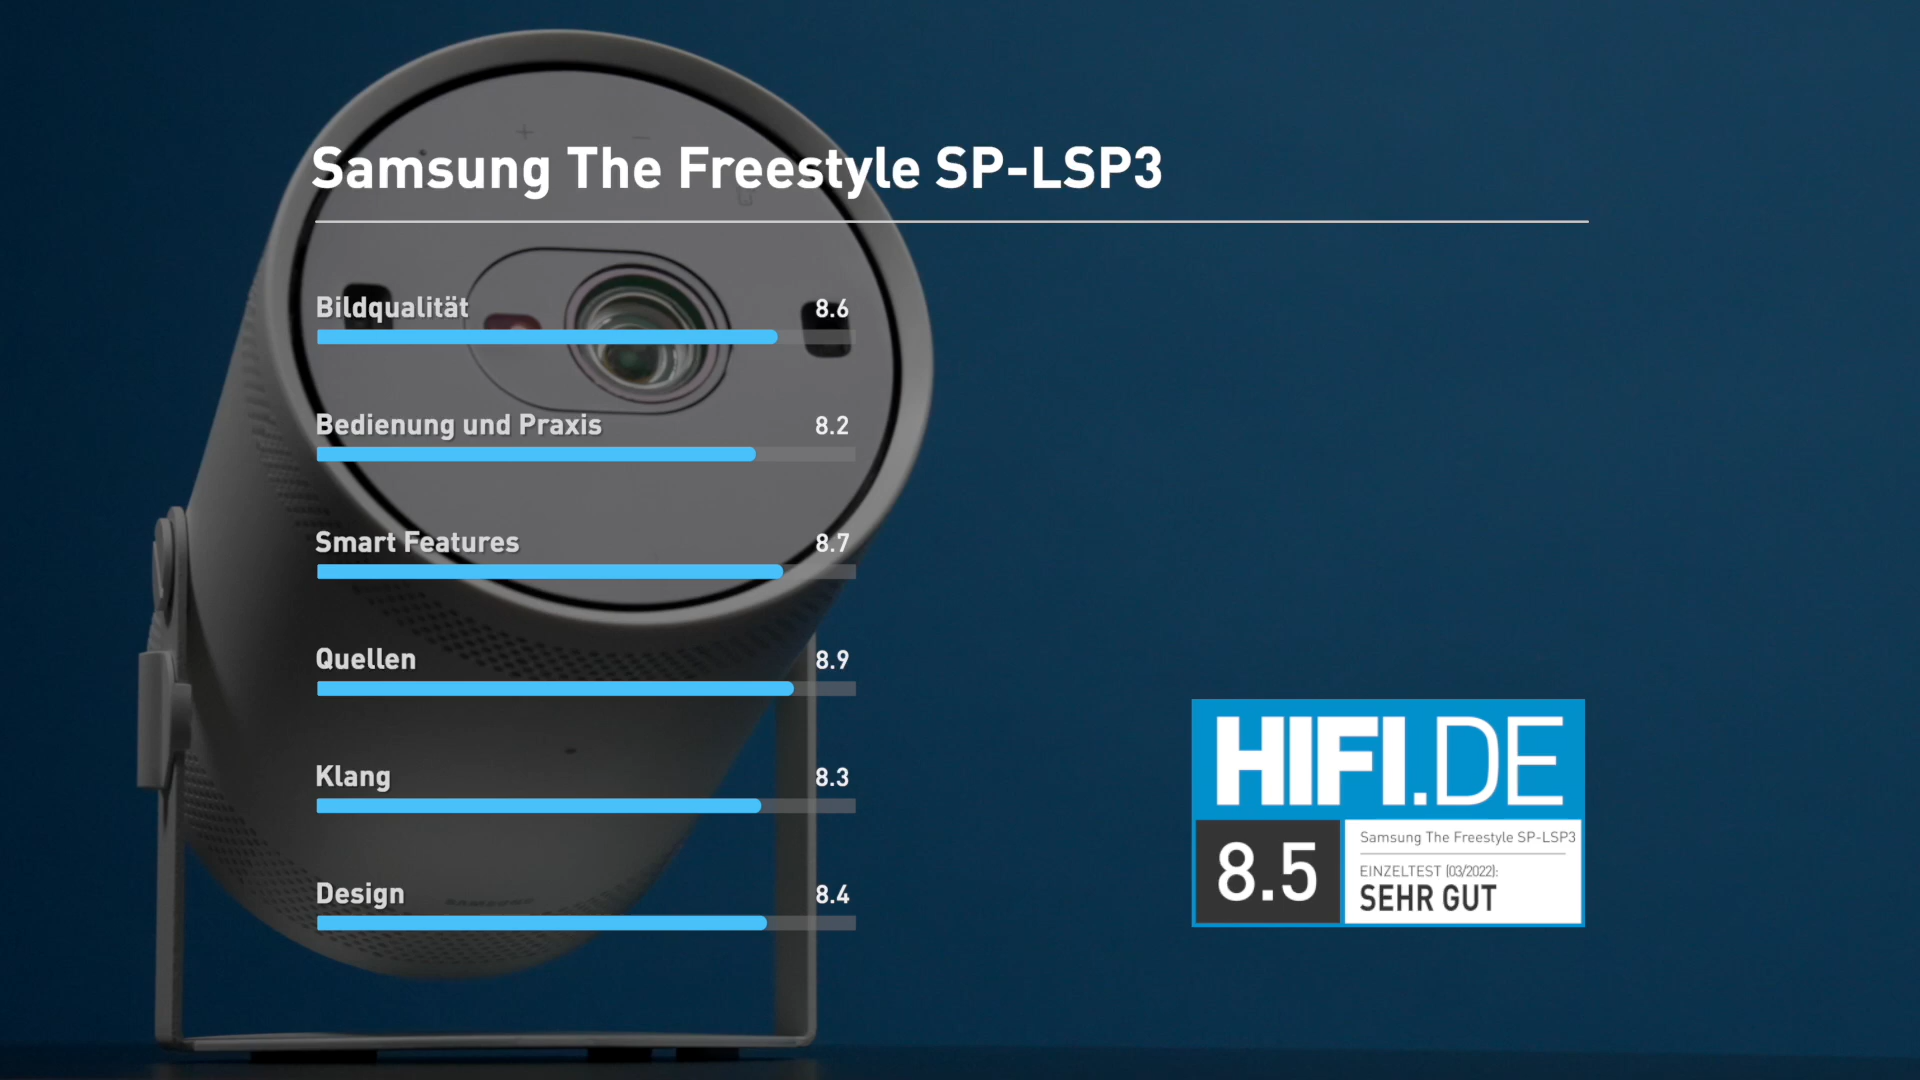 Samsung The Freestyle SP-LSP3
Bildqualität 8.6
Bedienung und Praxis 8.2
Smart Features 8.7
Quellen 8.9
Klang 8.3
Design 8.4
SAMSUNG
HIFI.DE
8.5
Samsung The Freestyle SP-LSP3
EINZELTEST (03/2022):
SEHR GUT